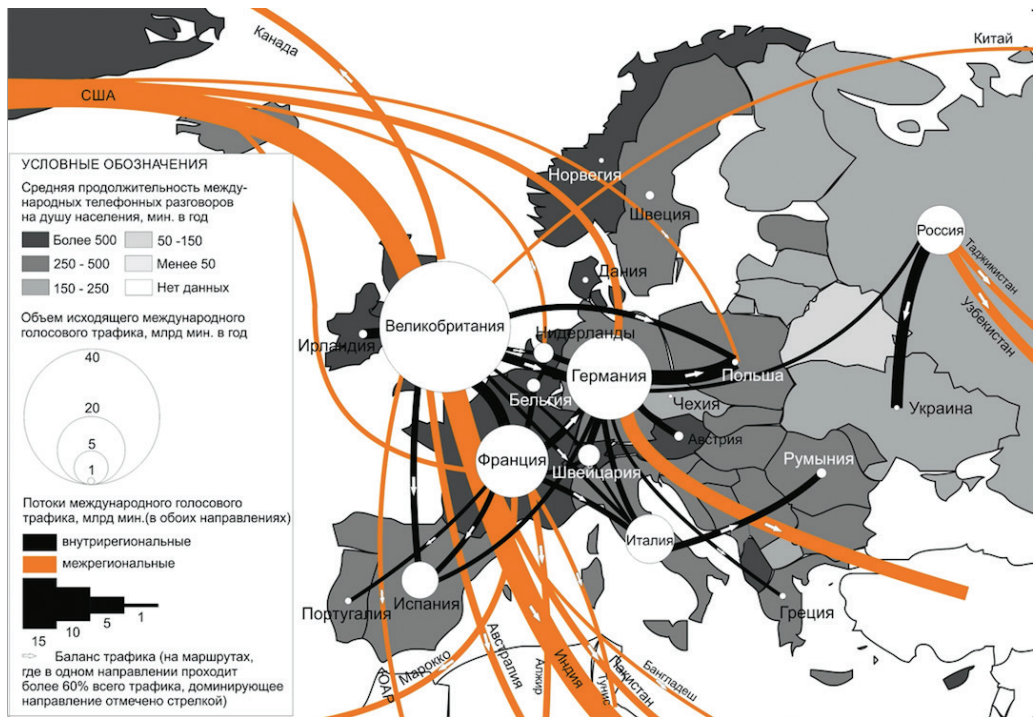 Канада
Китай
США
УСЛОВНЫЕ ОБОЗНАЧЕНИЯ
Средняя продолжительность между-
народных телефонных разговоров
на душу населения, мин. в год
Более 500
50 -150
250 - 500
Менее 50
150 - 250
Нет данных
Объем исходящего международного
голосового трафика, млрд мин. в год
40
20
5
1
Потоки международного голосового
трафика, млрд мин.(в обоих направлениях)
внутрирегиональные
межрегиональные
15
10
5
1
Баланс трафика (на маршрутах,
где в одном направлении проходит
более 60% всего трафика, доминирующее
направление отмечено стрелкой)
Норвегия
Швеция
Россия
Таджикистан
Узбекистан
Дания
Великобритания
Ирландия
Нидерланды
Германия
Польша
Бельгия
Чехия
Украина
Австрия
Франция
Швейцария
Румыния
Италия
Испания
Португалия
Греция
Марокко
ЮАР
Австралия
Алжир
Индия
Тунис
Пакистан
Бангладеш